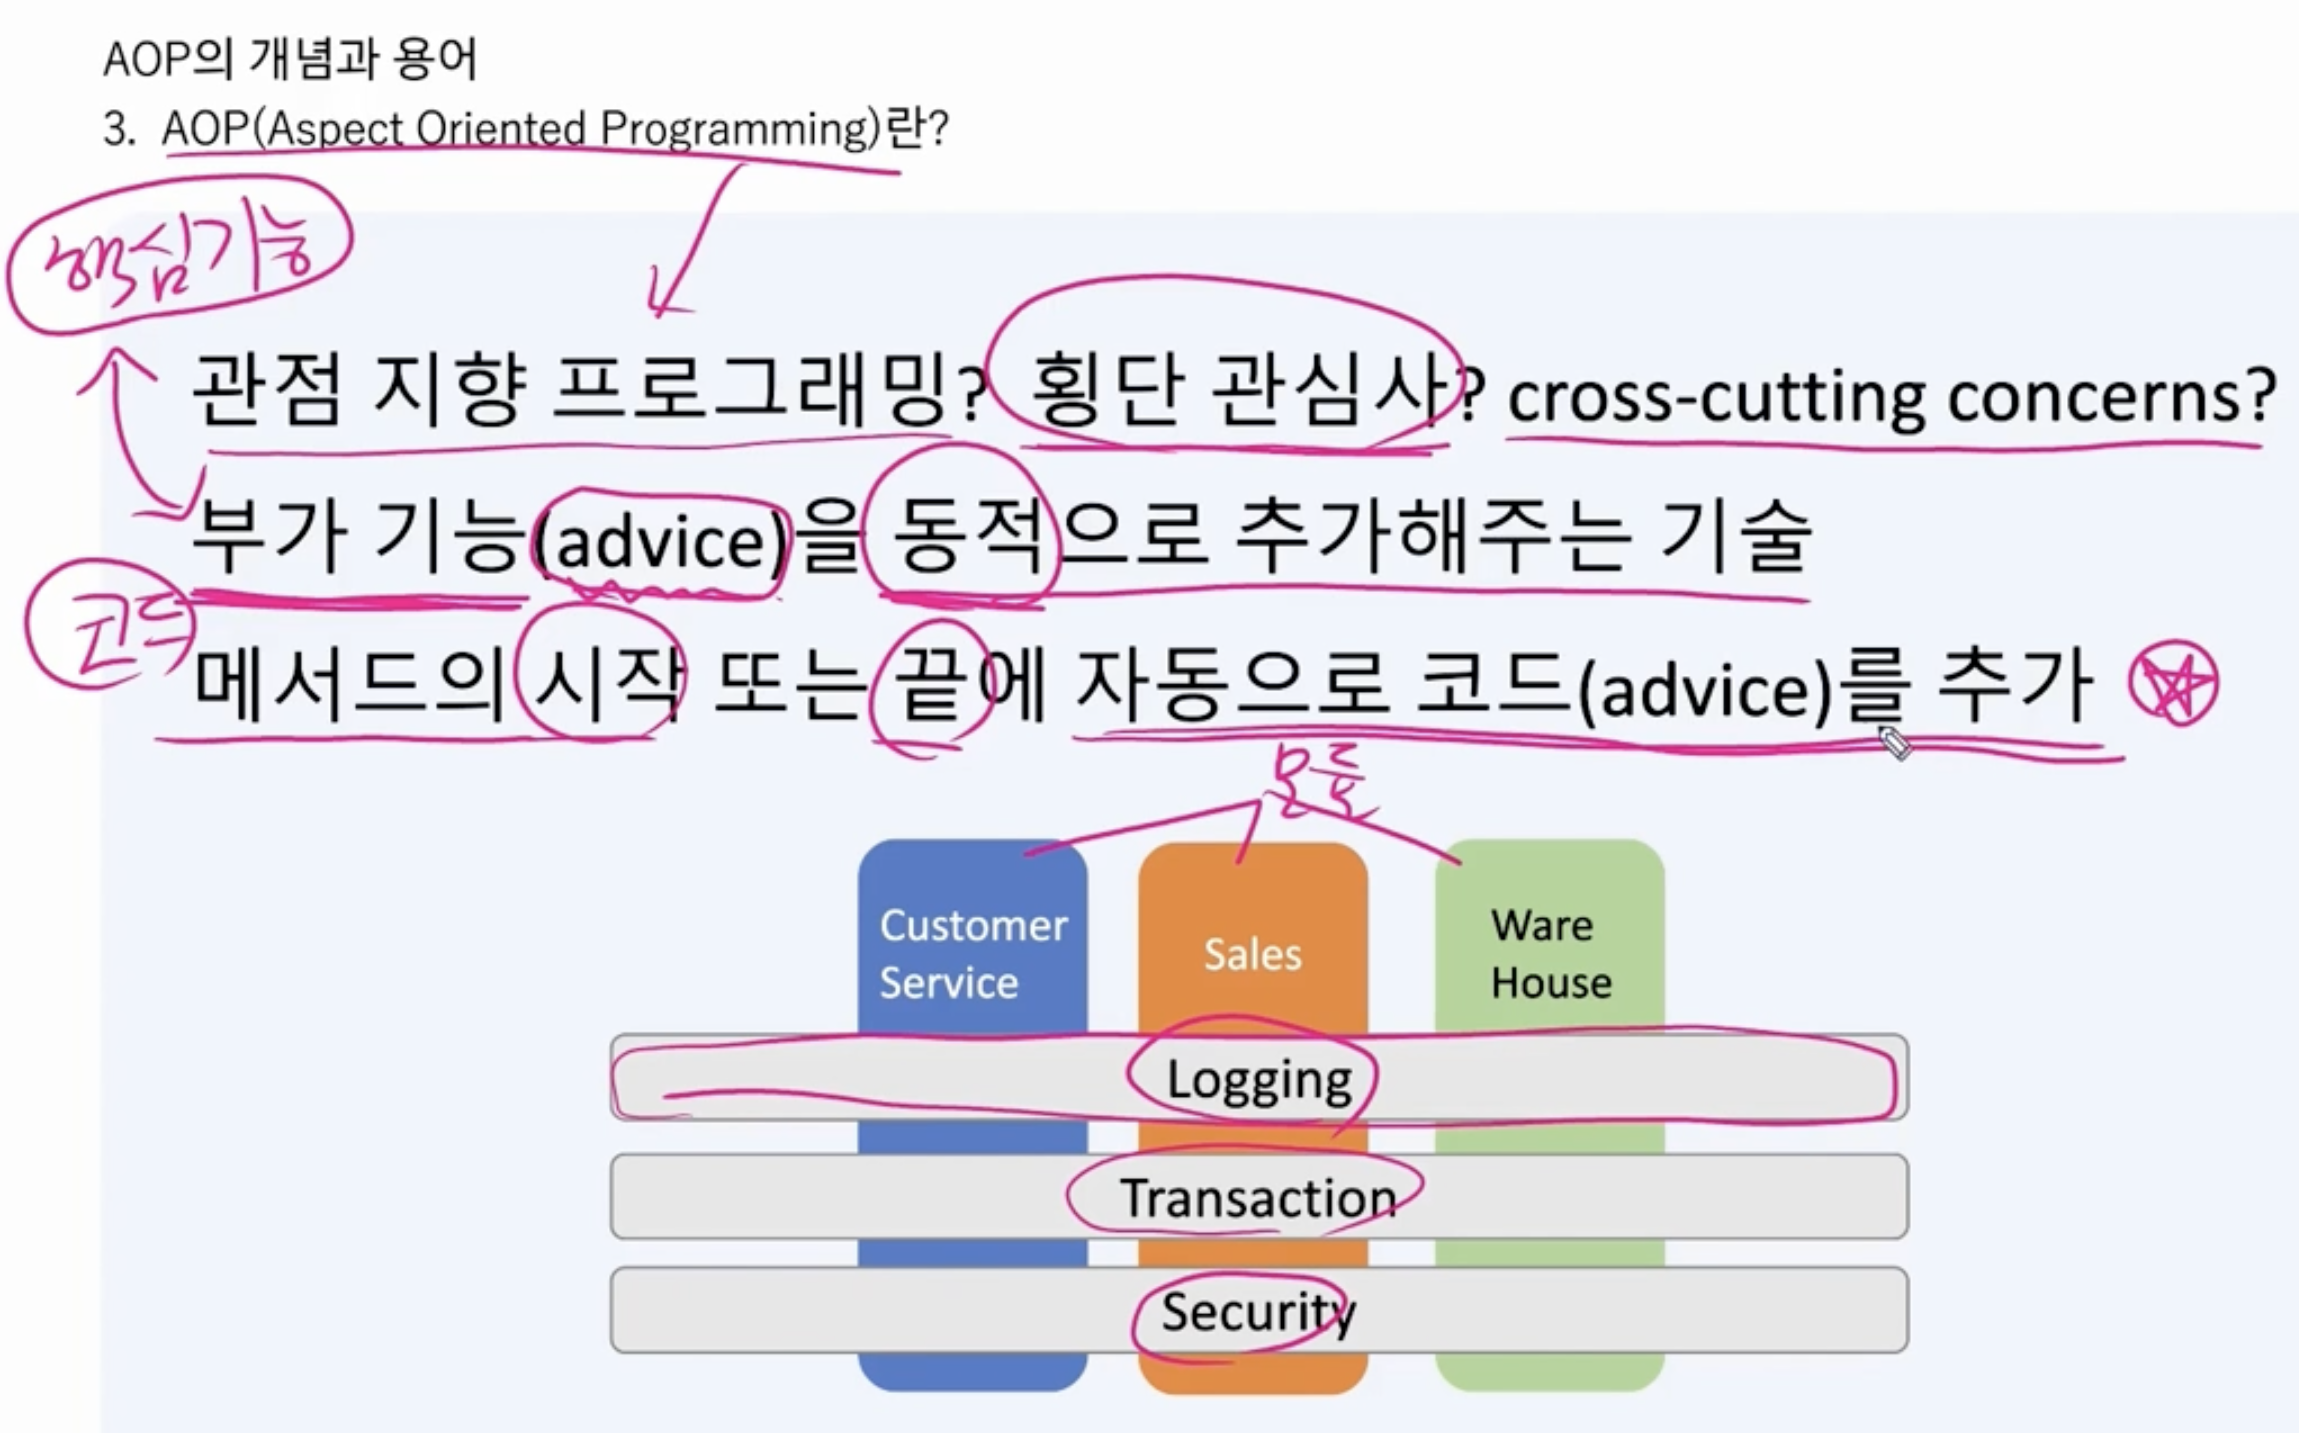 AOP의 개념과 용어
3. AOP(Aspect Oriented Programming)란?
핵심기능
관점 지향 프로그래밍? 횡단 관심사? cross-cutting concerns?
부가 기능(advice)을 동적으로 추가해주는 기술
코드
메서드의 시작 또는 끝에 자동으로 코드(advice)를 추가
모듈
Customer
Service
Sales
Ware
House
Logging
Transaction
Security